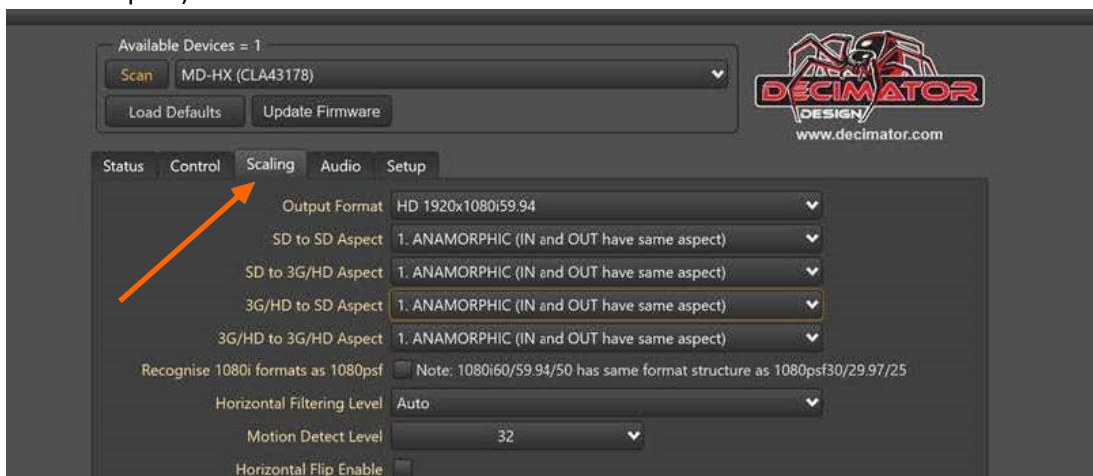 Available Devices = 1
Scan MD-HX (CLA43178)
Load Defaults Update Firmware
DECIMATOR
DESIGN
www.decimator.com
Status Control Scaling Audio Setup
Output Format HD 1920x1080i59.94
SD to SD Aspect 1. ANAMORPHIC (IN and OUT have same aspect)
SD to 3G/HD Aspect 1. ANAMORPHIC (IN and OUT have same aspect)
3G/HD to SD Aspect 1. ANAMORPHIC (IN and OUT have same aspect)
3G/HD to 3G/HD Aspect 1. ANAMORPHIC (IN and OUT have same aspect)
Recognise 1080i formats as 1080psf Note: 1080i60/59.94/50 has same format structure as 1080psf30/29.97/25
Horizontal Filtering Level Auto
Motion Detect Level 32
Horizontal Flip Enable